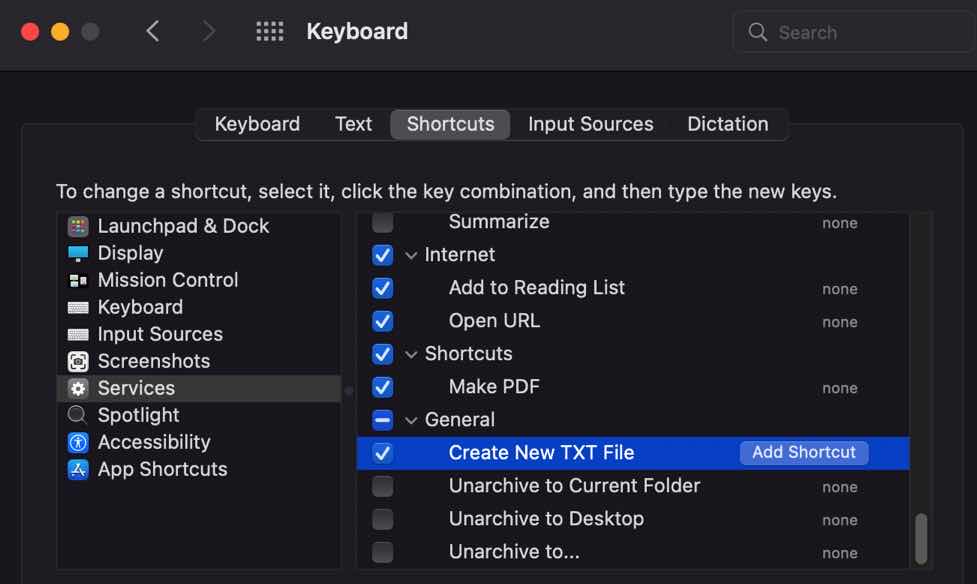 Keyboard
Search
Keyboard Text Shortcuts Input Sources Dictation
To change a shortcut, select it, click the key combination, and then type the new keys.
Launchpad & Dock
Display
Mission Control
Keyboard
Input Sources
Screenshots
Services
Spotlight
Accessibility
App Shortcuts
Summarize none
Internet
Add to Reading List none
Open URL none
Shortcuts
Make PDF none
General
Create New TXT File Add Shortcut
Unarchive to Current Folder none
Unarchive to Desktop none
Unarchive to... none